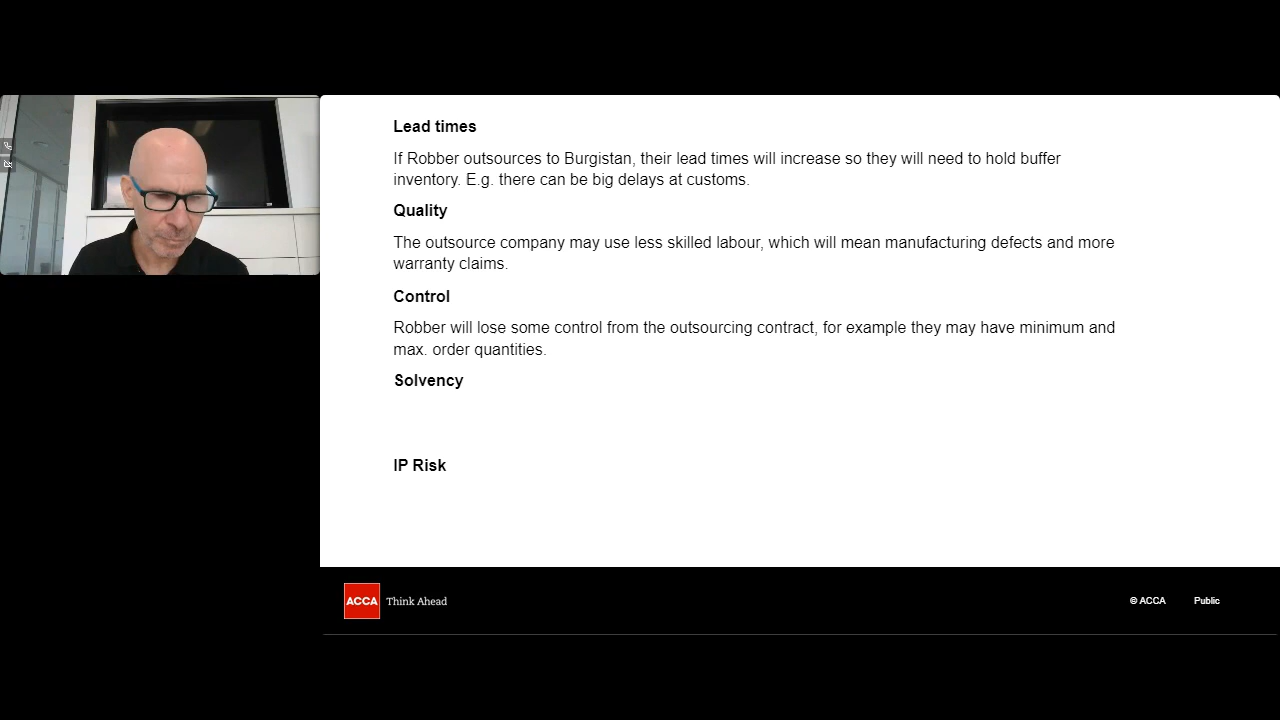 Lead times
If Robber outsources to Burgistan, their lead times will increase so they will need to hold buffer
inventory. E.g. there can be big delays at customs.
Quality
The outsource company may use less skilled labour, which will mean manufacturing defects and more
warranty claims.
Control
Robber will lose some control from the outsourcing contract, for example they may have minimum and
max. order quantities.
Solvency
IP Risk
ACCA Think Ahead
© ACCA Public